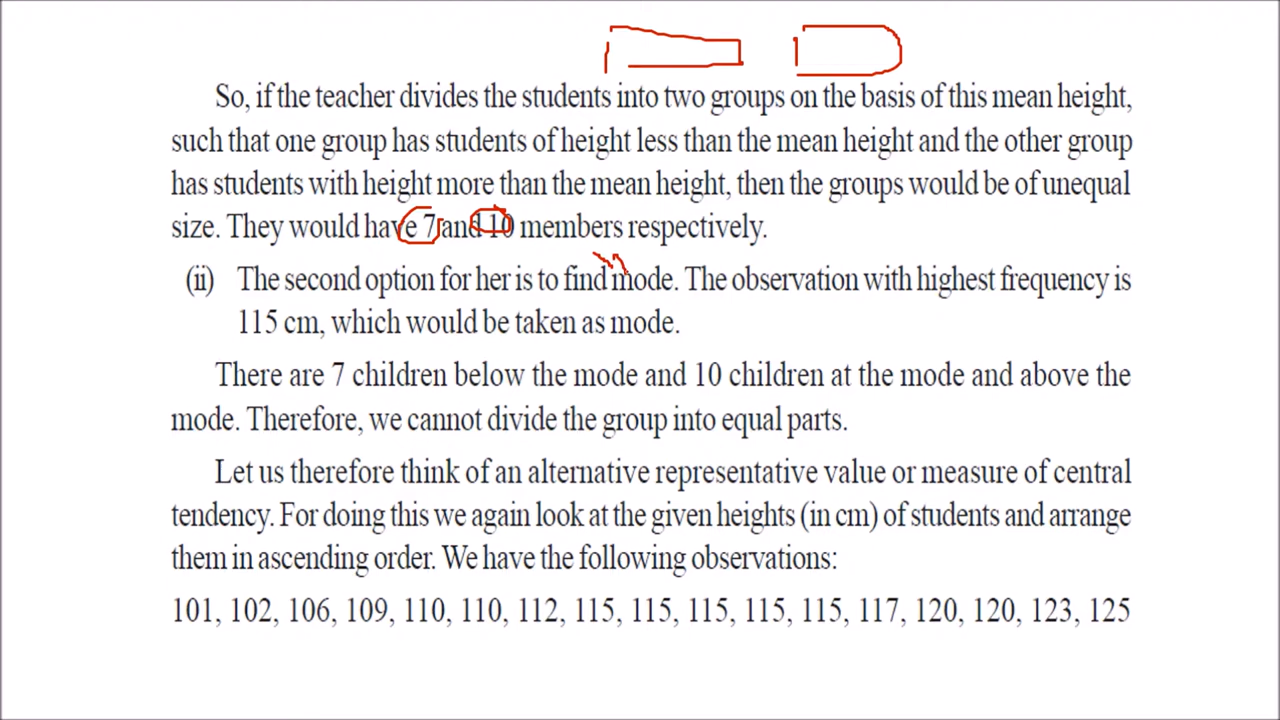 So, if the teacher divides the students into two groups on the basis of this mean height,
such that one group has students of height less than the mean height and the other group
has students with height more than the mean height, then the groups would be of unequal
size. They would have 7 and 10 members respectively.
(ii) The second option for her is to find mode. The observation with highest frequency is
115 cm, which would be taken as mode.
There are 7 children below the mode and 10 children at the mode and above the
mode. Therefore, we cannot divide the group into equal parts.
Let us therefore think of an alternative representative value or measure of central
tendency. For doing this we again look at the given heights (in cm) of students and arrange
them in ascending order. We have the following observations:
101, 102, 106, 109, 110, 110, 112, 115, 115, 115, 115, 115, 117, 120, 120, 123, 125